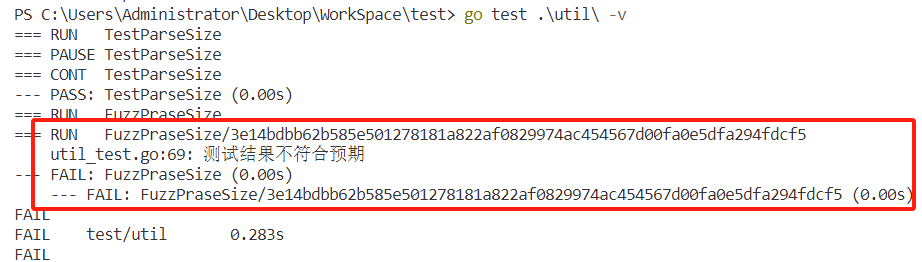 PS C:\Users\Administrator\Desktop\WorkSpace\test> go test .\util\ -v
=== RUN   TestParseSize
=== PAUSE TestParseSize
=== CONT  TestParseSize
--- PASS: TestParseSize (0.00s)
=== RUN   FuzzPraseSize
=== RUN   FuzzPraseSize/3e14bdbb62b585e501278181a822af0829974ac454567d00fa0e5dfa294fdcf5
    util_test.go:69: 测试结果不符合预期
--- FAIL: FuzzPraseSize (0.00s)
    --- FAIL: FuzzPraseSize/3e14bdbb62b585e501278181a822af0829974ac454567d00fa0e5dfa294fdcf5 (0.00s)
FAIL
FAIL    test/util       0.283s
FAIL